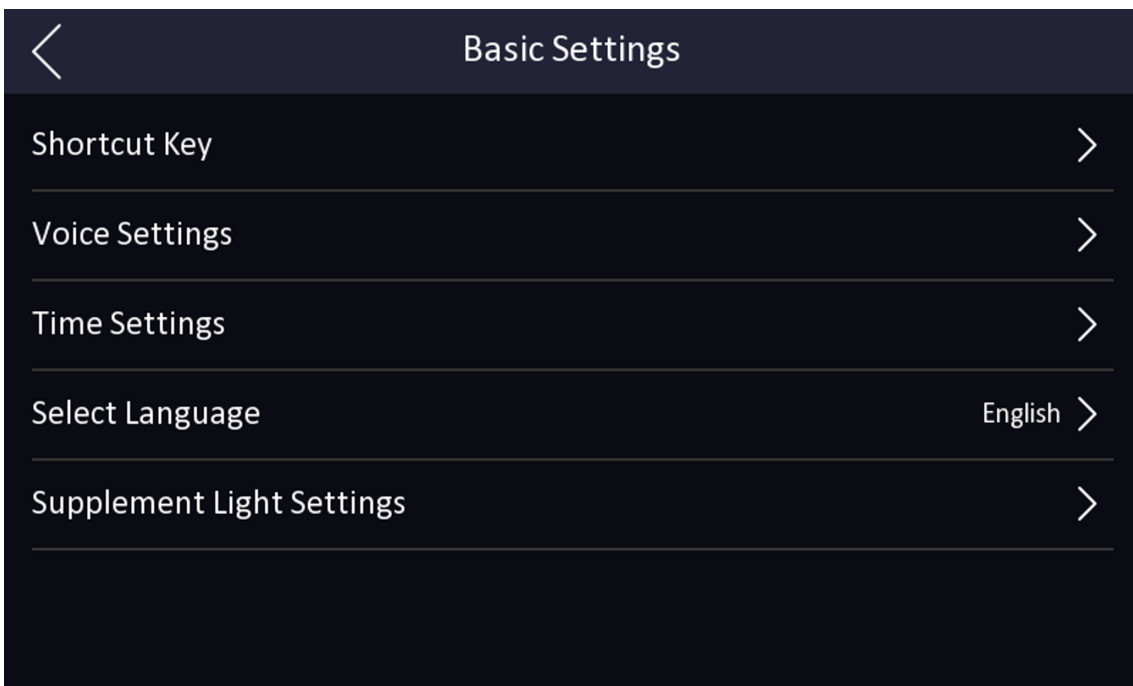 Basic Settings
Shortcut Key
Voice Settings
Time Settings
Select Language English
Supplement Light Settings